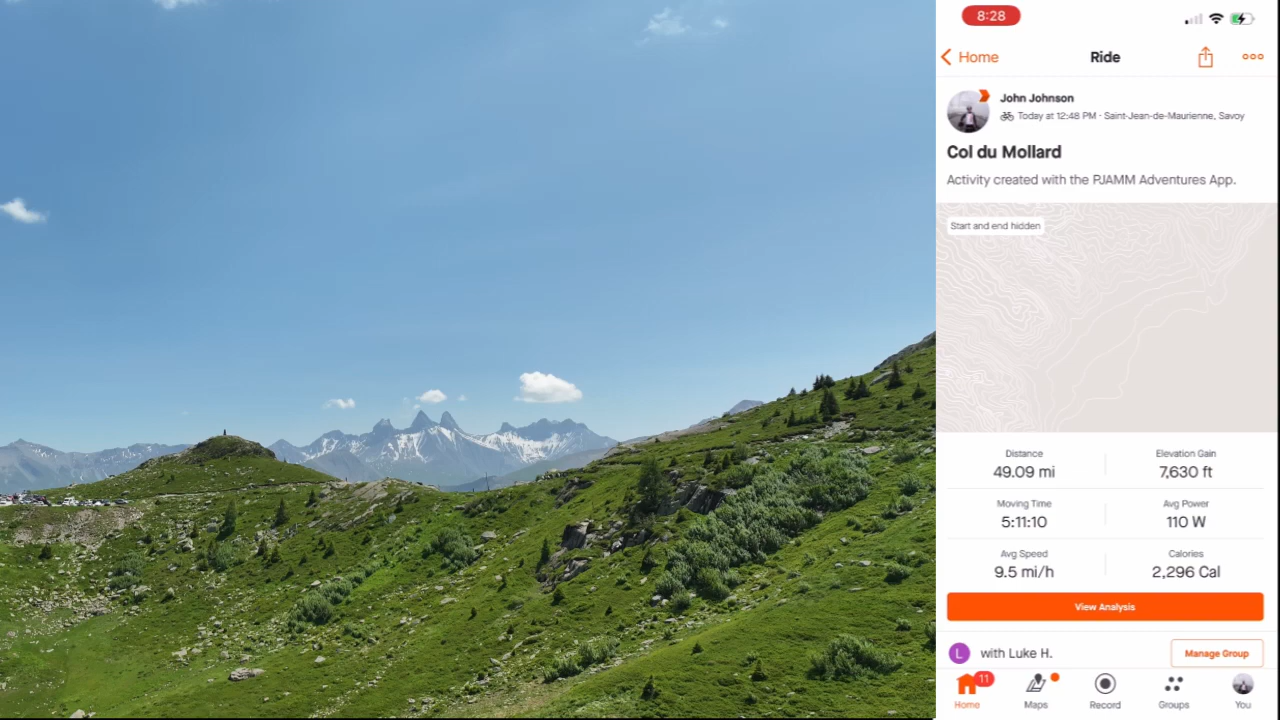 8:28
Home
Ride
John Johnson
Today at 12:48 PM - Saint-Jean-de-Maurienne, Savoy
Col du Mollard
Activity created with the PJAMM Adventures App.
Start and end hidden
Distance
Elevation Gain
49.09 mi
7,630 ft
Moving Time
Avg Power
5:11:10
110 W
Avg Speed
Calories
9.5 mi/h
2,296 Cal
View Analysis
L
with Luke H.
Manage Group
11
Home
Maps
Record
Groups
You